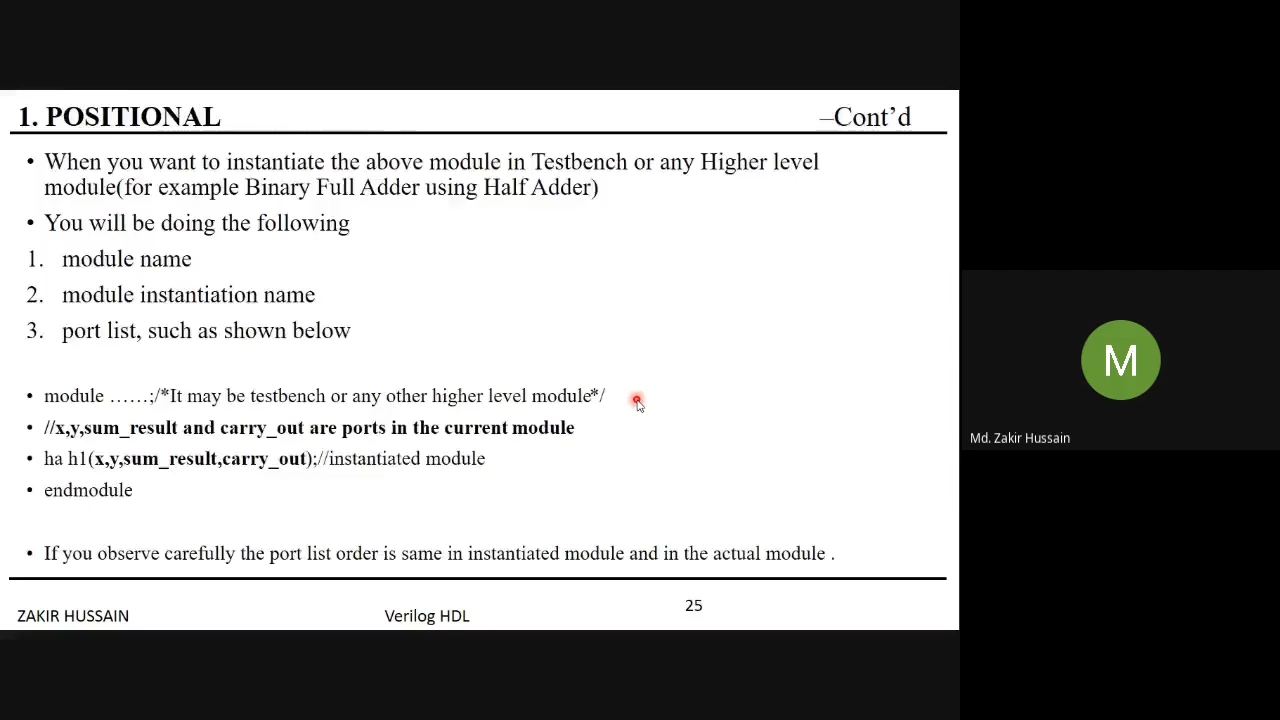 1. POSITIONAL –Cont’d
• When you want to instantiate the above module in Testbench or any Higher level
module(for example Binary Full Adder using Half Adder)
• You will be doing the following
1. module name
2. module instantiation name
3. port list, such as shown below
• module ……;/*It may be testbench or any other higher level module*/
• //x,y,sum_result and carry_out are ports in the current module
• ha h1(x,y,sum_result,carry_out);//instantiated module
• endmodule
• If you observe carefully the port list order is same in instantiated module and in the actual module .
ZAKIR HUSSAIN Verilog HDL 25
M
Md. Zakir Hussain